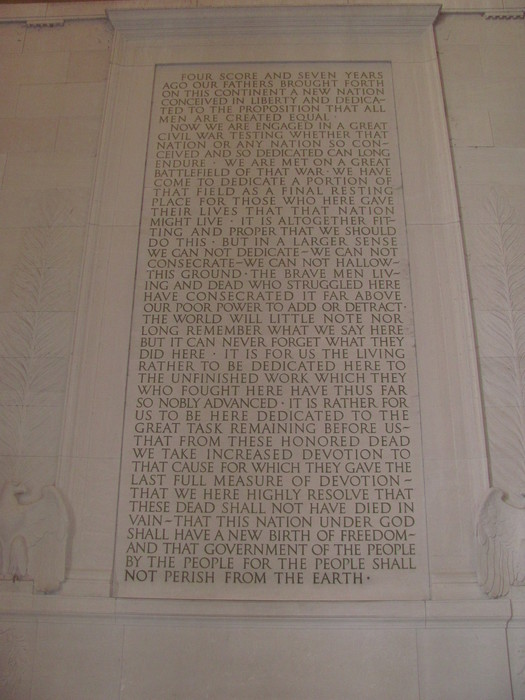 FOUR SCORE AND SEVEN YEARS
AGO OUR FATHERS BROUGHT FORTH
ON THIS CONTINENT A NEW NATION
CONCEIVED IN LIBERTY AND DEDICA-
TED TO THE PROPOSITION THAT ALL
MEN ARE CREATED EQUAL ·
NOW WE ARE ENGAGED IN A GREAT
CIVIL WAR TESTING WHETHER THAT
NATION OR ANY NATION SO CON-
CEIVED AND SO DEDICATED CAN LONG
ENDURE · WE ARE MET ON A GREAT
BATTLEFIELD OF THAT WAR · WE HAVE
COME TO DEDICATE A PORTION OF
THAT FIELD AS A FINAL RESTING
PLACE FOR THOSE WHO HERE GAVE
THEIR LIVES THAT THAT NATION
MIGHT LIVE · IT IS ALTOGETHER FIT-
TING AND PROPER THAT WE SHOULD
DO THIS · BUT IN A LARGER SENSE
WE CAN NOT DEDICATE–WE CAN NOT
CONSECRATE–WE CAN NOT HALLOW–
THIS GROUND · THE BRAVE MEN LIV-
ING AND DEAD WHO STRUGGLED HERE
HAVE CONSECRATED IT FAR ABOVE
OUR POOR POWER TO ADD OR DETRACT ·
THE WORLD WILL LITTLE NOTE NOR
LONG REMEMBER WHAT WE SAY HERE
BUT IT CAN NEVER FORGET WHAT THEY
DID HERE · IT IS FOR US THE LIVING
RATHER TO BE DEDICATED HERE TO
THE UNFINISHED WORK WHICH THEY
WHO FOUGHT HERE HAVE THUS FAR
SO NOBLY ADVANCED · IT IS RATHER FOR
US TO BE HERE DEDICATED TO THE
GREAT TASK REMAINING BEFORE US–
THAT FROM THESE HONORED DEAD
WE TAKE INCREASED DEVOTION TO
THAT CAUSE FOR WHICH THEY GAVE THE
LAST FULL MEASURE OF DEVOTION –
THAT WE HERE HIGHLY RESOLVE THAT
THESE DEAD SHALL NOT HAVE DIED IN
VAIN–THAT THIS NATION UNDER GOD
SHALL HAVE A NEW BIRTH OF FREEDOM–
AND THAT GOVERNMENT OF THE PEOPLE
BY THE PEOPLE FOR THE PEOPLE SHALL
NOT PERISH FROM THE EARTH ·